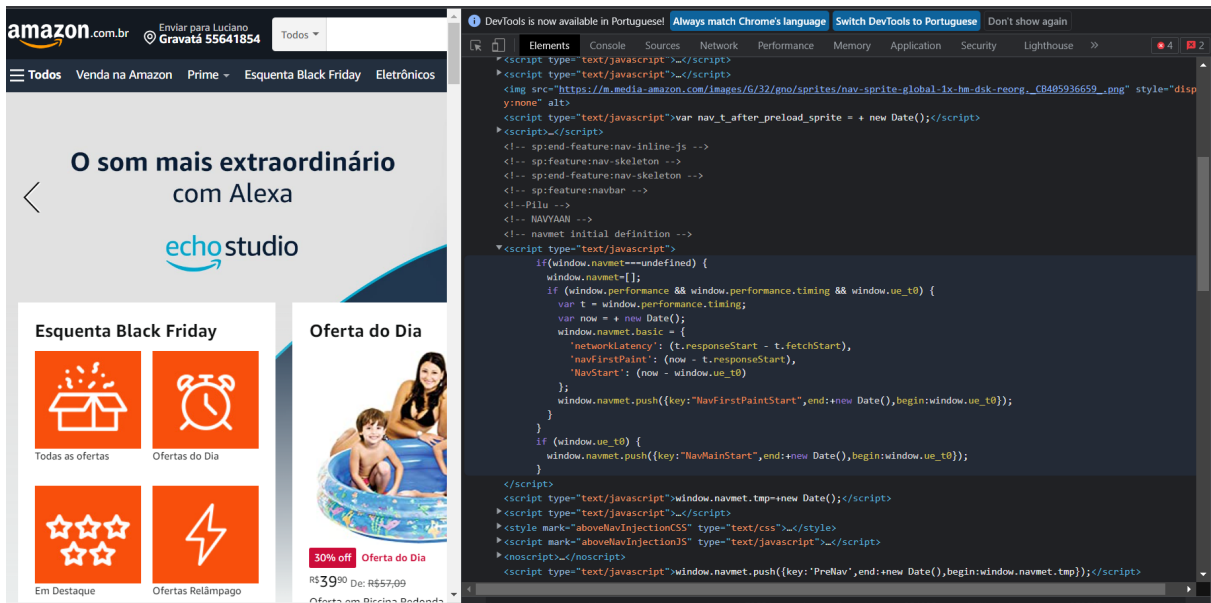 amazon.com.br
Enviar para Luciano
Gravatá 55641854
Todos
Todos Venda na Amazon Prime Esquenta Black Friday Eletrônicos
O som mais extraordinário
com Alexa
echo studio
Esquenta Black Friday
Todas as ofertas
Ofertas do Dia
Em Destaque
Ofertas Relâmpago
Oferta do Dia
30% off Oferta do Dia
R$3990 De: R$57,09
Oferta em Piscina Redonda
DevTools is now available in Portuguese! Always match Chrome's language Switch DevTools to Portuguese Don't show again
Elements Console Sources Network Performance Memory Application Security Lighthouse » 4 2
<script type="text/javascript">…</script>
<script type="text/javascript">…</script>
<img src="https://m.media-amazon.com/images/G/32/gno/sprites/nav-sprite-global-1x-hm-dsk-reorg._CB405936659_.png" style="disp
y:none" alt>
<script type="text/javascript">var nav_t_after_preload_sprite = + new Date();</script>
<script>…</script>
<!-- sp:end-feature:nav-inline-js -->
<!-- sp:feature:nav-skeleton -->
<!-- sp:end-feature:nav-skeleton -->
<!-- sp:feature:navbar -->
<!--Pilu -->
<!-- NAVYAAN -->
<!-- navmet initial definition -->
<script type="text/javascript">
if(window.navmet===undefined) {
window.navmet=[];
if (window.performance && window.performance.timing && window.ue_t0) {
var t = window.performance.timing;
var now = + new Date();
window.navmet.basic = {
'networkLatency': (t.responseStart - t.fetchStart),
'navFirstPaint': (now - t.responseStart),
'NavStart': (now - window.ue_t0)
};
window.navmet.push({key:"NavFirstPaintStart",end:+new Date(),begin:window.ue_t0});
}
}
if (window.ue_t0) {
window.navmet.push({key:"NavMainStart",end:+new Date(),begin:window.ue_t0});
}
</script>
<script type="text/javascript">window.navmet.tmp=+new Date();</script>
<script type="text/javascript">…</script>
<style mark="aboveNavInjectionCSS" type="text/css">…</style>
<script mark="aboveNavInjectionJS" type="text/javascript">…</script>
<noscript>…</noscript>
<script type="text/javascript">window.navmet.push({key:'PreNav',end:+new Date(),begin:window.navmet.tmp});</script>